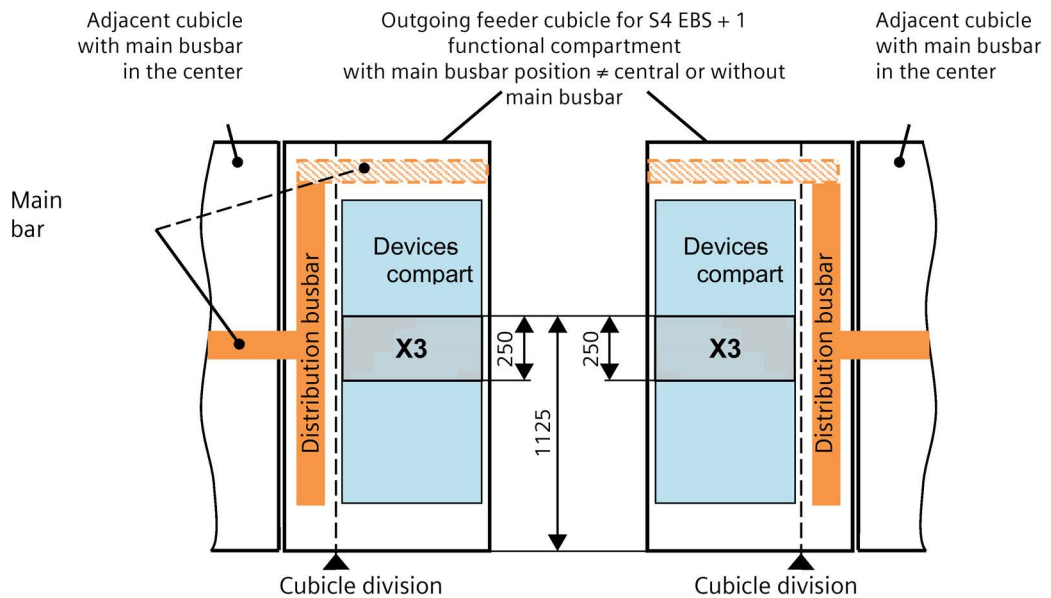 Adjacent cubicle
with main busbar
in the center
Outgoing feeder cubicle for S4 EBS + 1
functional compartment
with main busbar position ≠ central or without
main busbar
Adjacent cubicle
with main busbar
in the center
Main
bar
Distribution busbar
Devices
compart
X3
250
1125
250
Devices
compart
X3
Distribution busbar
Cubicle division
Cubicle division